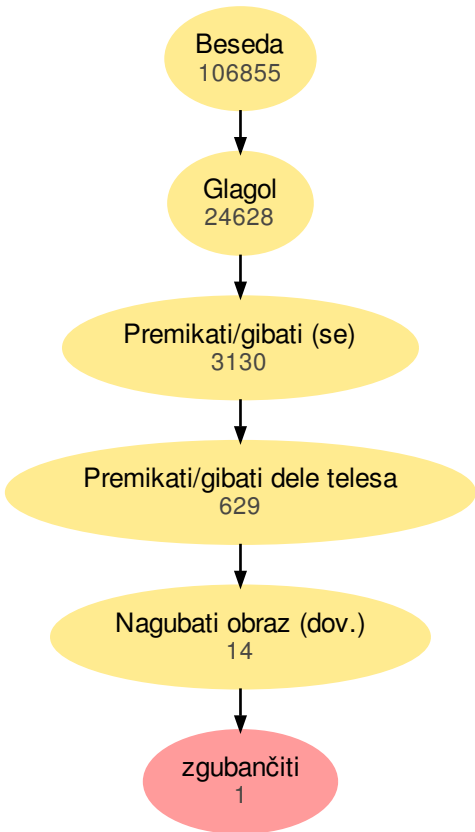 Beseda
106855
Glagol
24628
Premikati/gibati (se)
3130
Premikati/gibati dele telesa
629
Nagubati obraz (dov.)
14
zgubančiti
1